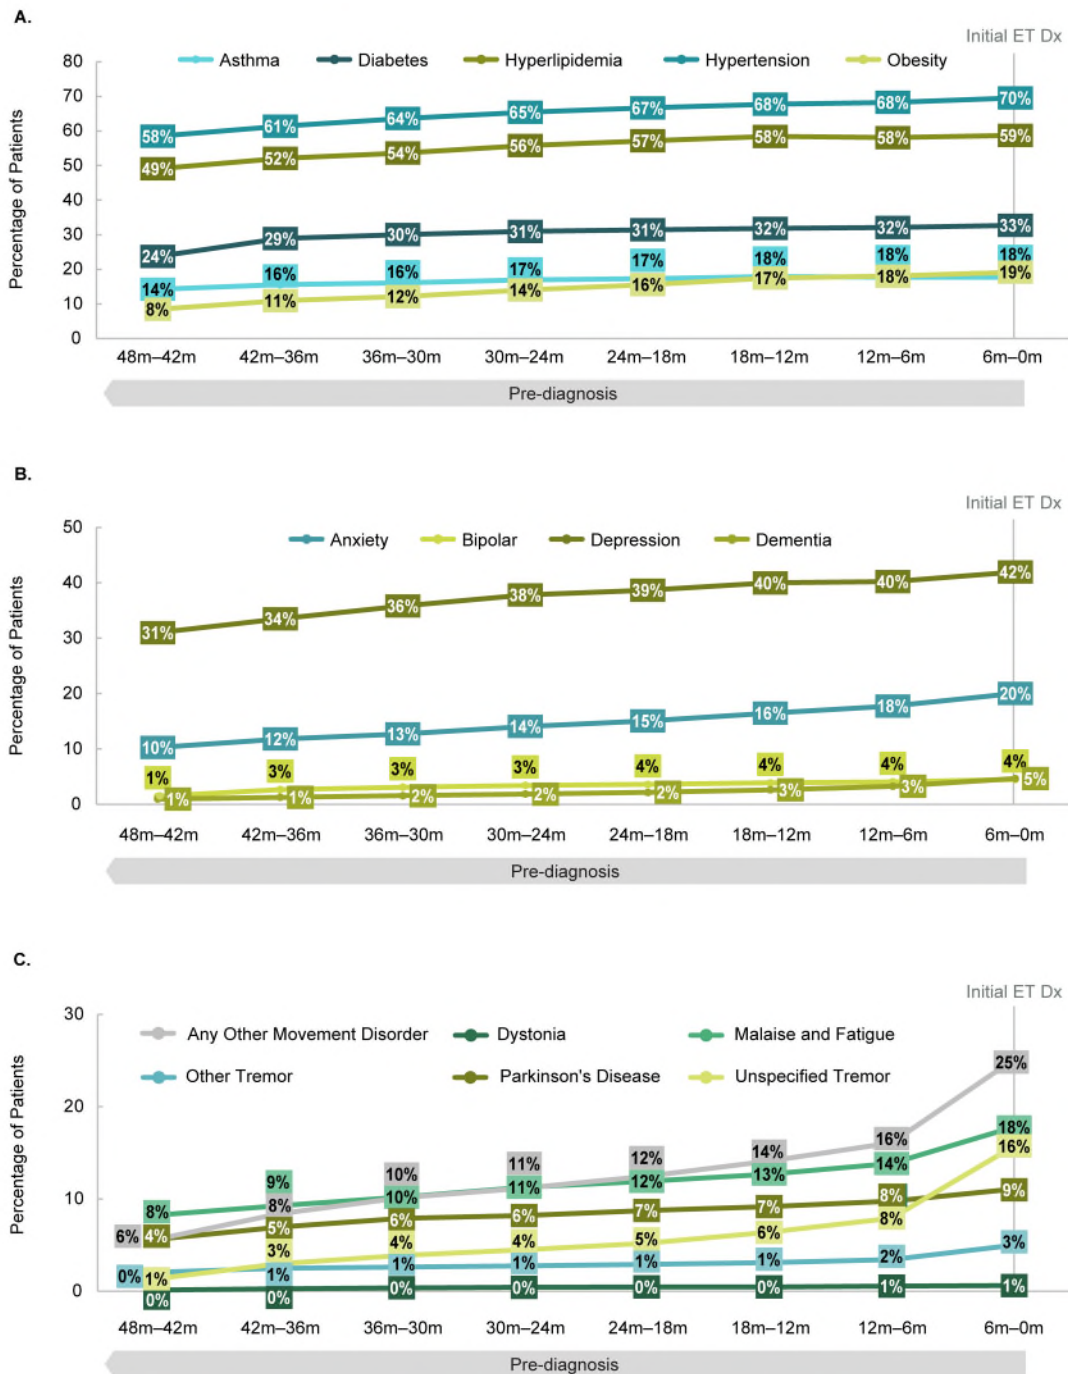 A.
Initial ET Dx
80
Asthma Diabetes Hyperlipidemia Hypertension Obesity
70
58% 61% 64% 65% 67% 68% 68% 70%
60
49% 52% 54% 56% 57% 58% 58% 59%
50
40
30
24% 29% 30% 31% 31% 32% 32% 33%
20
14% 16% 16% 17% 17% 18% 18% 18%
10
8% 11% 12% 14% 16% 17% 18% 19%
0
Percentage of Patients
48m–42m 42m–36m 36m–30m 30m–24m 24m–18m 18m–12m 12m–6m 6m–0m
Pre-diagnosis
B.
Initial ET Dx
50
Anxiety Bipolar Depression Dementia
40
31% 34% 36% 38% 39% 40% 40% 42%
30
20
10% 12% 13% 14% 15% 16% 18% 20%
10
1% 3% 3% 3% 4% 4% 4% 4%
1% 1% 2% 2% 2% 3% 3% 5%
0
Percentage of Patients
48m–42m 42m–36m 36m–30m 30m–24m 24m–18m 18m–12m 12m–6m 6m–0m
Pre-diagnosis
C.
Initial ET Dx
30
Any Other Movement Disorder Dystonia Malaise and Fatigue
Other Tremor Parkinson's Disease Unspecified Tremor
20
6% 8% 10% 11% 12% 14% 16% 25%
8% 9% 10% 11% 12% 13% 14% 18%
10
4% 5% 6% 6% 7% 7% 8% 9%
1% 3% 4% 4% 5% 6% 8% 16%
0% 1% 1% 1% 1% 1% 2% 3%
0
0% 0% 0% 0% 0% 0% 1% 1%
Percentage of Patients
48m–42m 42m–36m 36m–30m 30m–24m 24m–18m 18m–12m 12m–6m 6m–0m
Pre-diagnosis